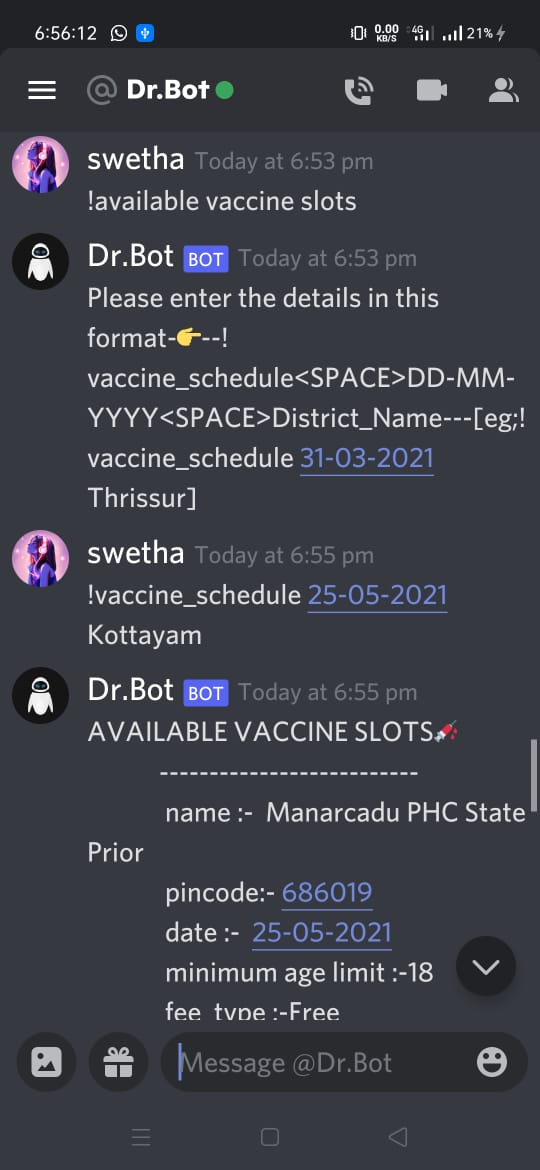 6:56:12 0.00 KB/S 4G 21%
@ Dr.Bot
swetha Today at 6:53 pm
!available vaccine slots
Dr.Bot BOT Today at 6:53 pm
Please enter the details in this
format-👉--!
vaccine_schedule<SPACE>DD-MM-
YYYY<SPACE>District_Name---[eg;!
vaccine_schedule 31-03-2021
Thrissur]
swetha Today at 6:55 pm
!vaccine_schedule 25-05-2021
Kottayam
Dr.Bot BOT Today at 6:55 pm
AVAILABLE VACCINE SLOTS💉
--------------------------
name :- Manarcadu PHC State
Prior
pincode:- 686019
date :- 25-05-2021
minimum age limit :-18
fee_type :-Free
Message @Dr.Bot